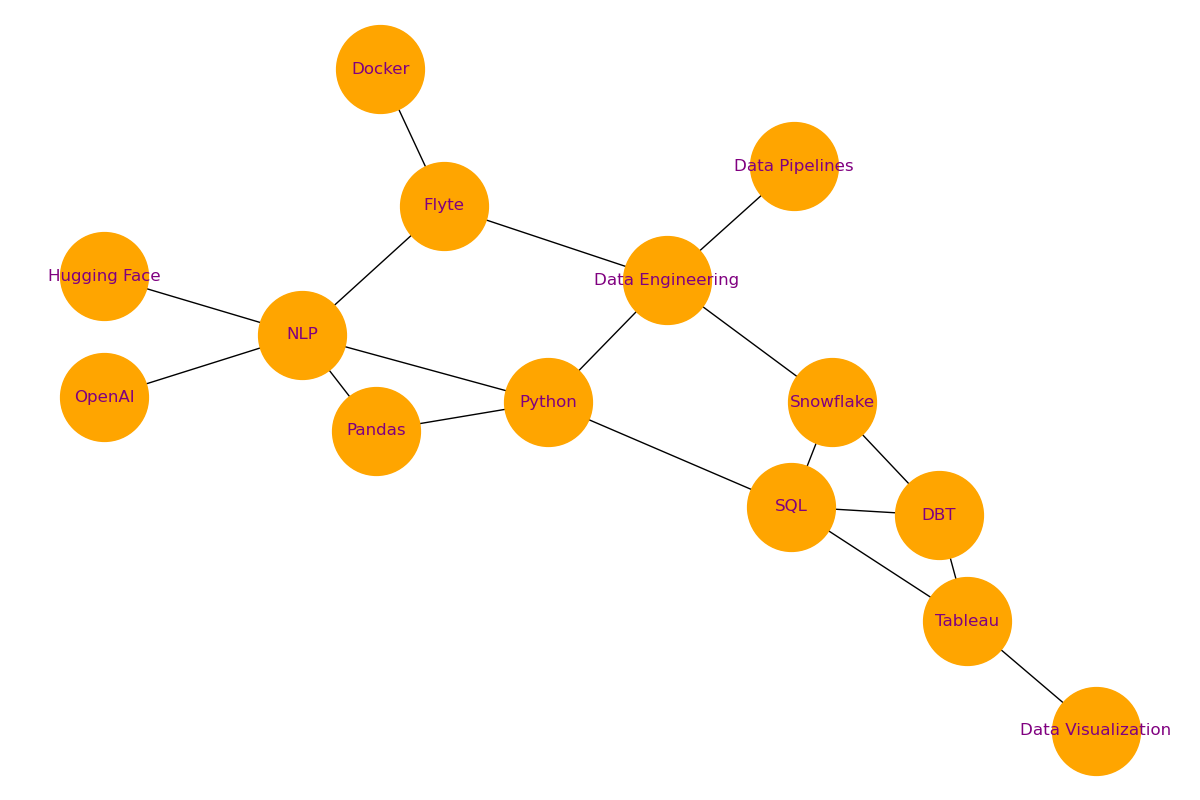 Docker
Data Pipelines
Flyte
Hugging Face
Data Engineering
NLP
OpenAI
Python
Snowflake
Pandas
SQL
DBT
Tableau
Data Visualization